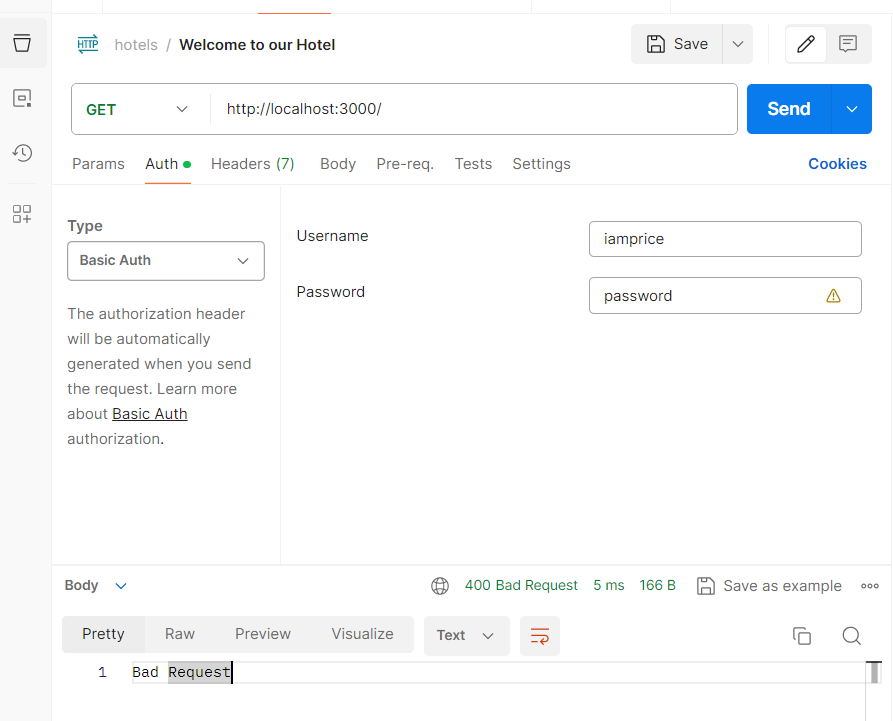 HTTP hotels / Welcome to our Hotel Save
GET http://localhost:3000/ Send
Params Auth Headers (7) Body Pre-req. Tests Settings Cookies
Type
Basic Auth
The authorization header
will be automatically
generated when you send
the request. Learn more
about Basic Auth
authorization.
Username iamprice
Password password
Body 400 Bad Request 5 ms 166 B Save as example
Pretty Raw Preview Visualize Text
1 Bad Request